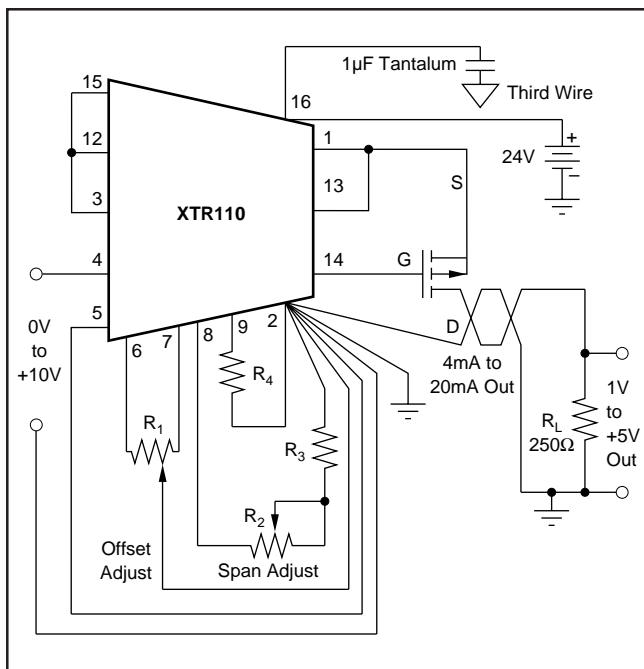 1µF Tantalum
15
16
Third Wire
12
1
24V
+
–
S
3
XTR110
13
4
14
G
5
0V
to
+10V
6
7
8
9
2
D
4mA to
20mA Out
1V
to
+5V
Out
R4
R1
RL
250Ω
R3
R2
Offset
Adjust
Span Adjust